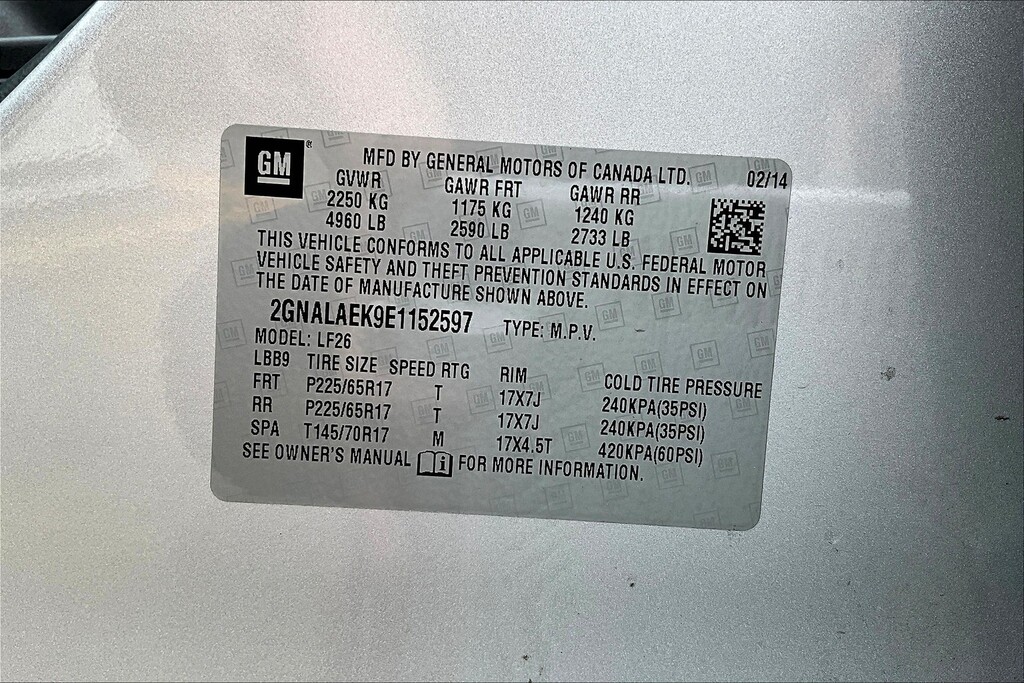 GM ® MFD BY GENERAL MOTORS OF CANADA LTD. 02/14
GVWR GAWR FRT GAWR RR
2250 KG 1175 KG 1240 KG
4960 LB 2590 LB 2733 LB
THIS VEHICLE CONFORMS TO ALL APPLICABLE U.S. FEDERAL MOTOR
VEHICLE SAFETY AND THEFT PREVENTION STANDARDS IN EFFECT ON
THE DATE OF MANUFACTURE SHOWN ABOVE.
2GNALAEK9E1152597 TYPE: M.P.V.
MODEL: LF26
LBB9 TIRE SIZE SPEED RTG RIM COLD TIRE PRESSURE
FRT P225/65R17 T 17X7J 240KPA(35PSI)
RR P225/65R17 T 17X7J 240KPA(35PSI)
SPA T145/70R17 M 17X4.5T 420KPA(60PSI)
SEE OWNER'S MANUAL FOR MORE INFORMATION.